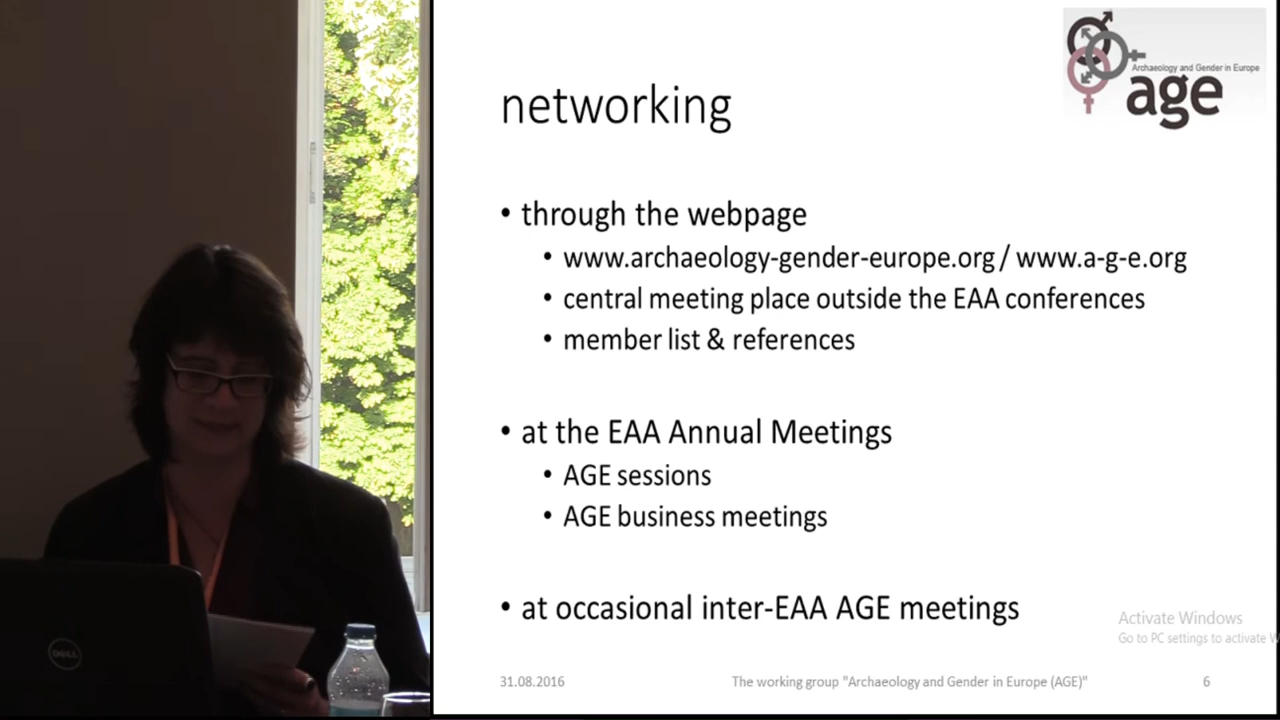 Archaeology and Gender in Europe
age
networking
• through the webpage
• www.archaeology-gender-europe.org / www.a-g-e.org
• central meeting place outside the EAA conferences
• member list & references
• at the EAA Annual Meetings
• AGE sessions
• AGE business meetings
• at occasional inter-EAA AGE meetings
Activate Windows
Go to PC settings to activate W
31.08.2016 The working group "Archaeology and Gender in Europe (AGE)" 6
DELL